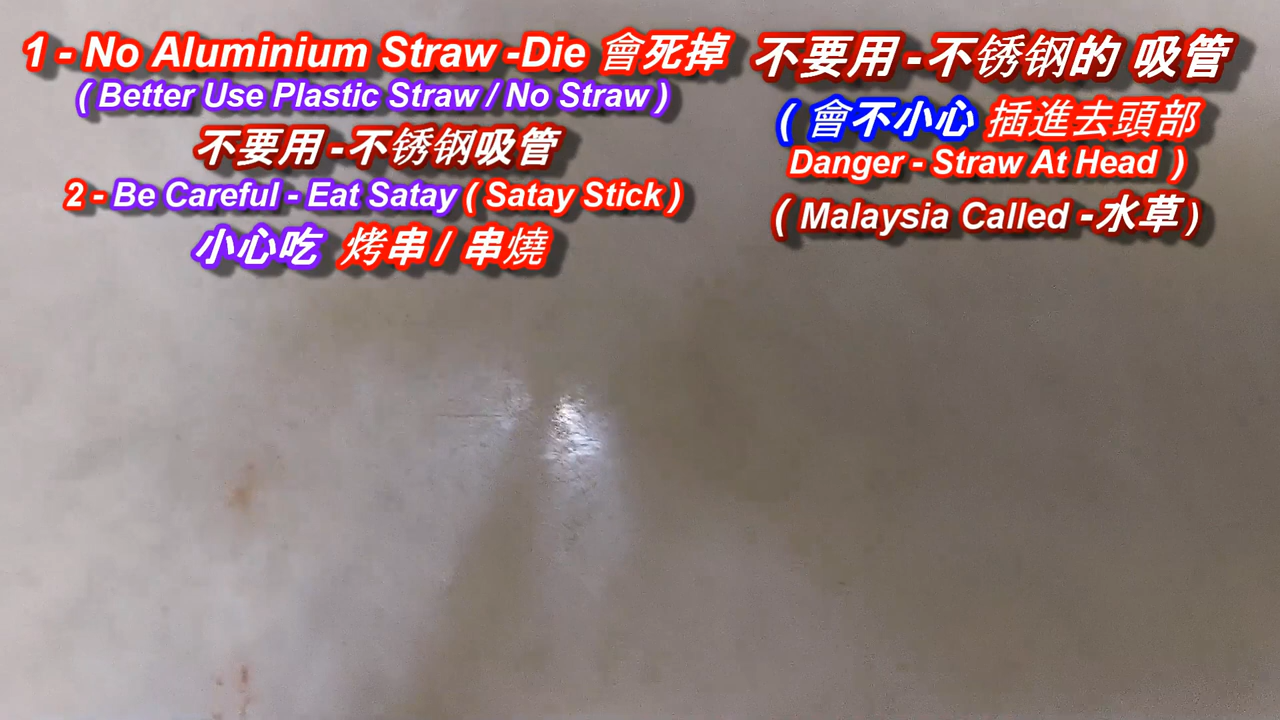 1 - No Aluminium Straw -Die 會死掉
( Better Use Plastic Straw / No Straw )
不要用 -不锈钢吸管
2 - Be Careful - Eat Satay ( Satay Stick )
小心吃 烤串 / 串燒
不要用 -不锈钢的 吸管
( 會不小心 插進去頭部
Danger - Straw At Head )
( Malaysia Called -水草 )